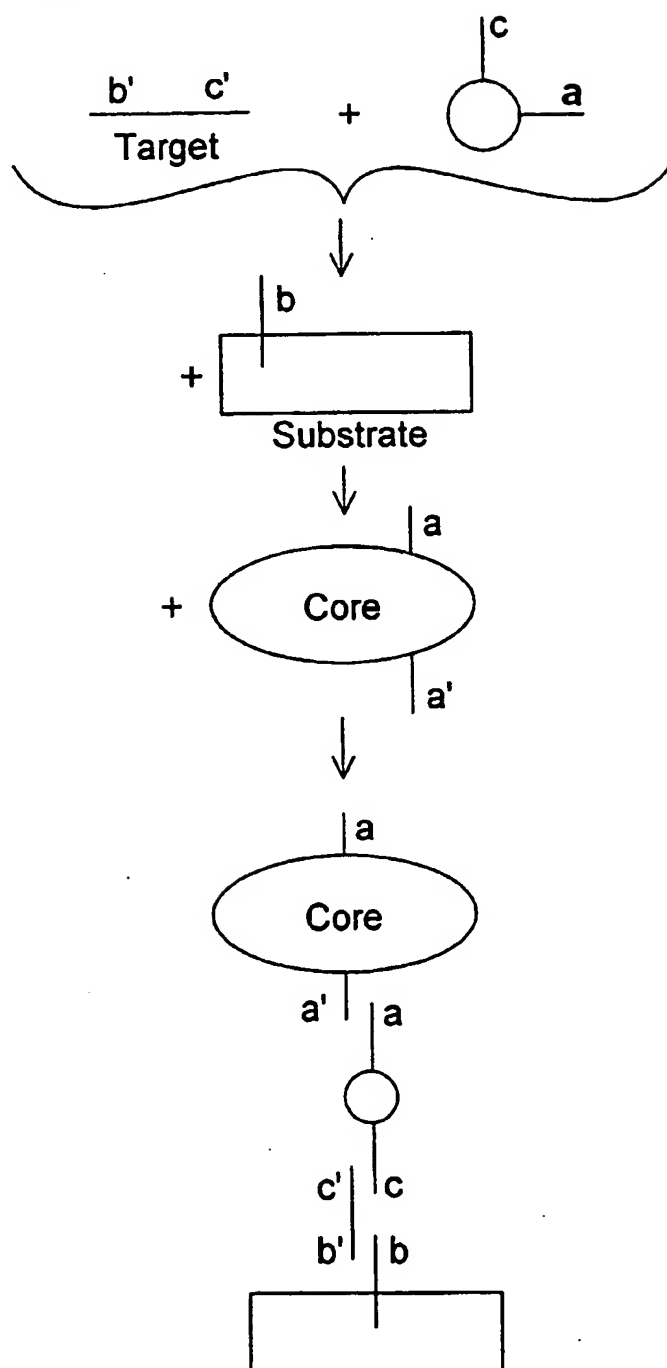 c
b' c' + a
Target
b
+
Substrate
a
+ Core
a'
a
Core
a' a
c' c
b' b